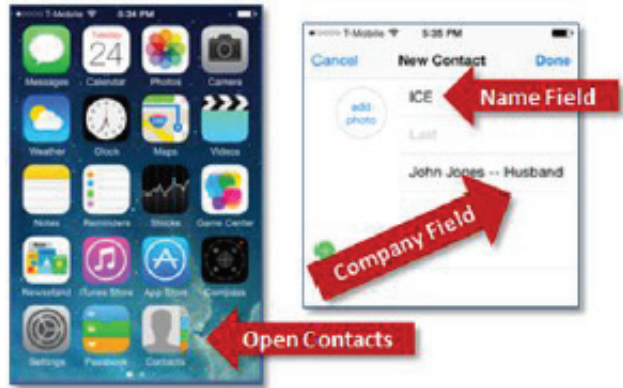 T-Mobile 5:34 PM
Tuesday
24
Messages Calendar Photos Camera
Weather Clock Maps Videos
Notes Reminders Stocks Game Center
Newsstand iTunes Store App Store Compass
Settings Passbook Contacts
Open Contacts
T-Mobile 5:35 PM
Cancel New Contact Done
add
photo
ICE
Name Field
Last
John Jones -- Husband
Company Field